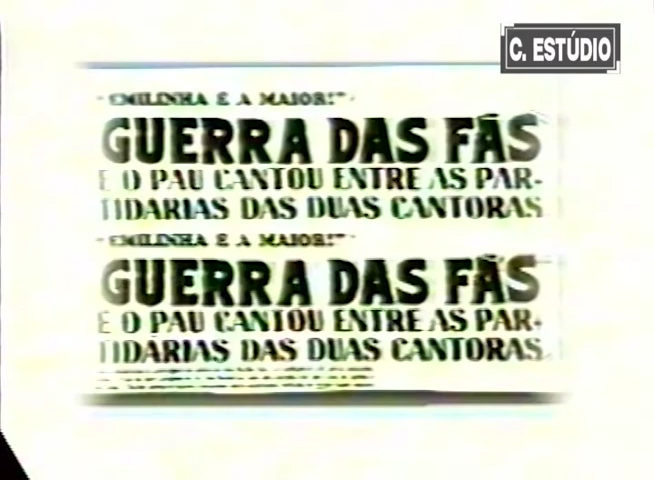 C. ESTÚDIO
"EMILINHA E A MAIOR!"
GUERRA DAS FÃS
E O PAU CANTOU ENTRE AS PAR-
TIDÁRIAS DAS DUAS CANTORAS
"EMILINHA E A MAIOR!"
GUERRA DAS FÃS
E O PAU CANTOU ENTRE AS PAR-
TIDÁRIAS DAS DUAS CANTORAS